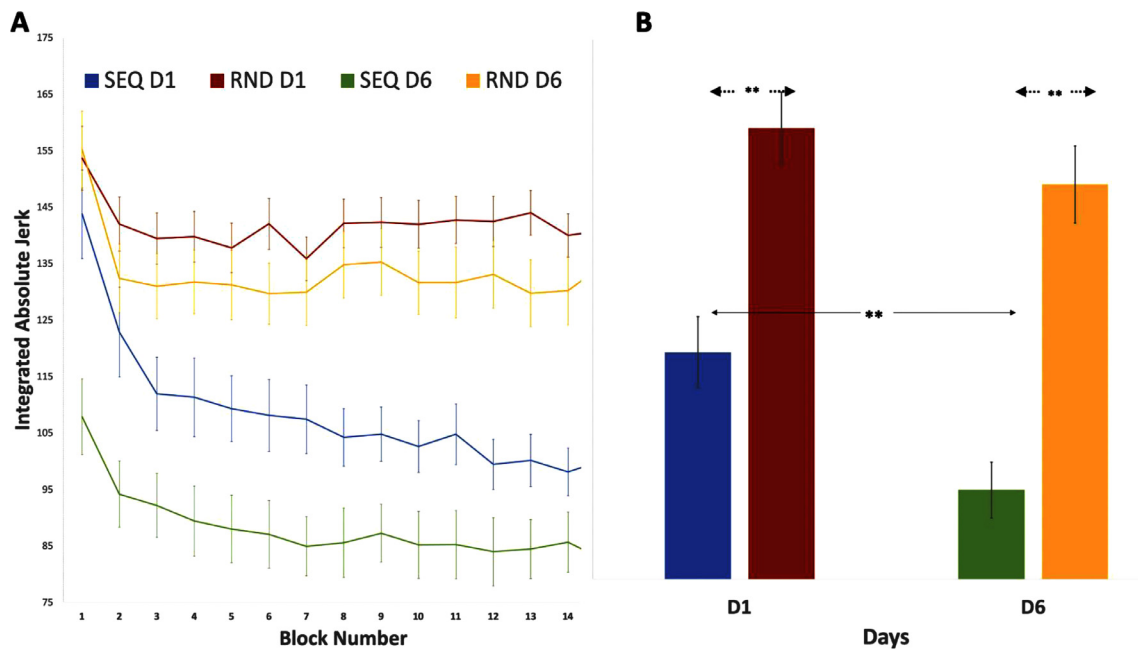 A
B
175
SEQ D1 RND D1 SEQ D6 RND D6
165
155
145
135
125
115
105
95
85
75
Integrated Absolute Jerk
1 2 3 4 5 6 7 8 9 10 11 12 13 14
Block Number
** **
**
D1 D6
Days